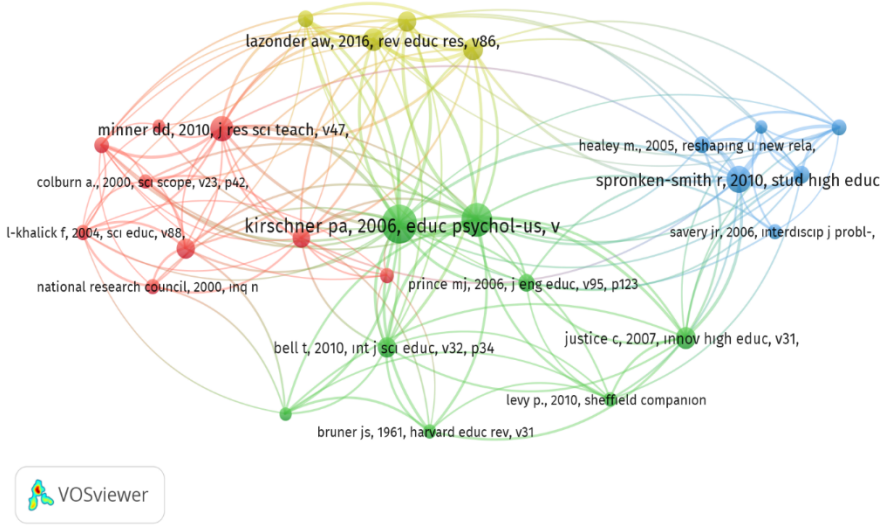 lazonder aw, 2016, rev educ res, v86,
minner dd, 2010, j res sci teach, v47,
healey m., 2005, reshaping u new rela,
colburn a., 2000, sci scope, v23, p42,
spronken-smith r, 2010, stud high educ
kirschner pa, 2006, educ psychol-us, v
l-khalick f, 2004, sci educ, v88,
savery jr, 2006, interdiscip j probl-,
national research council, 2000, inq n
prince mj, 2006, j eng educ, v95, p123
justice c, 2007, innov high educ, v31,
bell t, 2010, int j sci educ, v32, p34
levy p., 2010, sheffield companion
bruner js, 1961, harvard educ rev, v31
VOSviewer